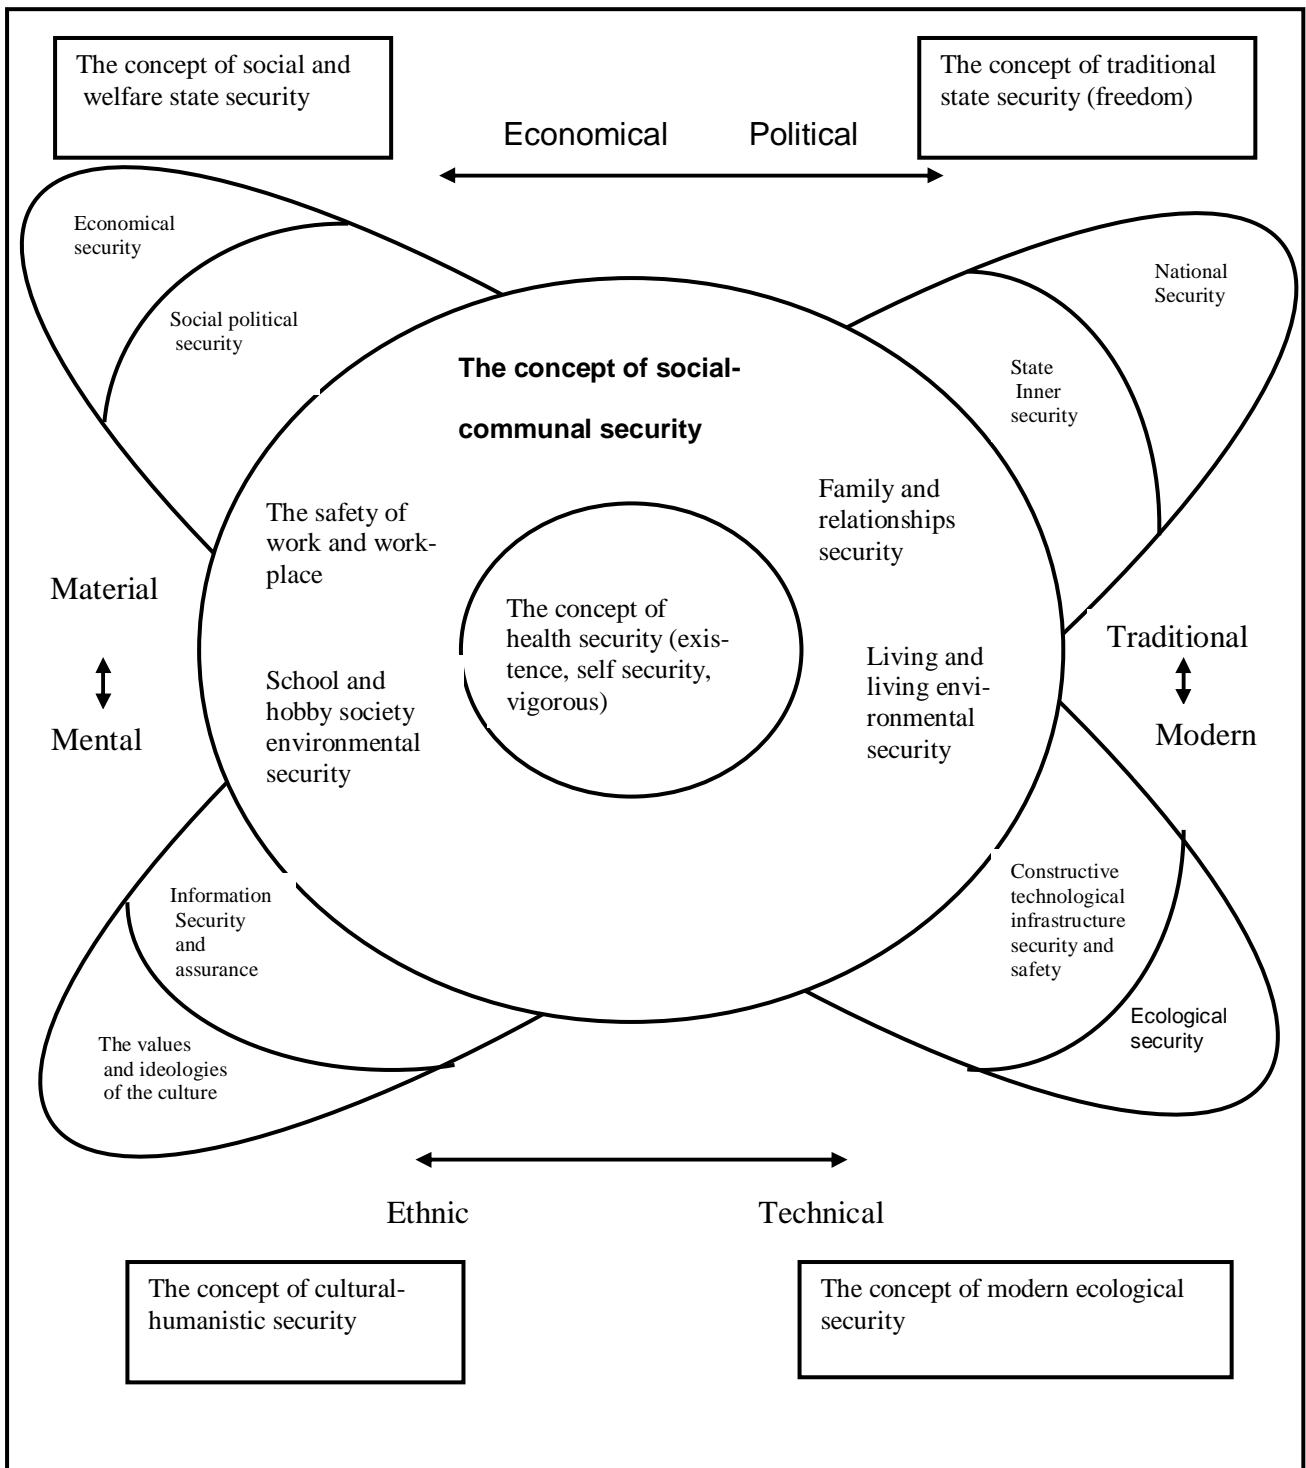 The concept of social and
welfare state security
The concept of traditional
state security (freedom)
Economical Political
Economical
security
Social political
security
National
Security
State
Inner
security
The concept of social-
communal security
The safety of
work and work-
place
Family and
relationships
security
The concept of
health security (exis-
tence, self security,
vigorous)
School and
hobby society
environmental
security
Living and
living envi-
ronmental
security
Material
Mental
Traditional
Modern
Information
Security
and
assurance
The values
and ideologies
of the culture
Constructive
technological
infrastructure
security and
safety
Ecological
security
Ethnic Technical
The concept of cultural-
humanistic security
The concept of modern ecological
security